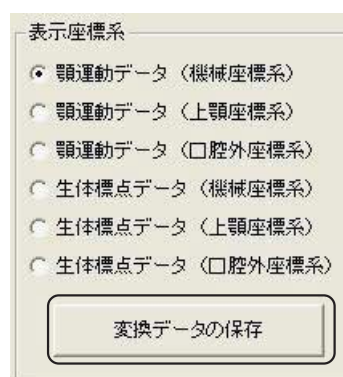 表示座標系
顎運動データ（機械座標系）
顎運動データ（上顎座標系）
顎運動データ（口腔外座標系）
生体標点データ（機械座標系）
生体標点データ（上顎座標系）
生体標点データ（口腔外座標系）
変換データの保存